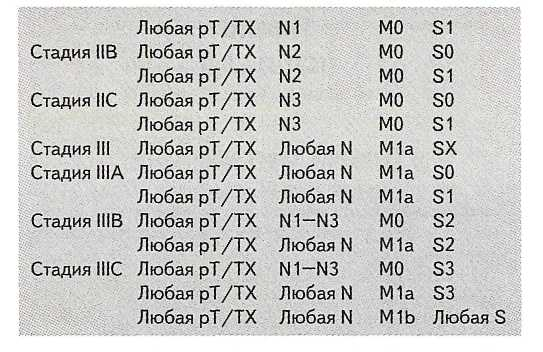 Любая pT/TX N1 M0 S1
Стадия IIB Любая pT/TX N2 M0 S0
Любая pT/TX N2 M0 S1
Стадия IIC Любая pT/TX N3 M0 S0
Любая pT/TX N3 M0 S1
Стадия III Любая pT/TX Любая N M1a SX
Стадия IIIA Любая pT/TX Любая N M1a S0
Любая pT/TX Любая N M1a S1
Стадия IIIB Любая pT/TX N1—N3 M0 S2
Любая pT/TX Любая N M1a S2
Стадия IIIC Любая pT/TX N1—N3 M0 S3
Любая pT/TX Любая N M1a S3
Любая pT/TX Любая N M1b Любая S